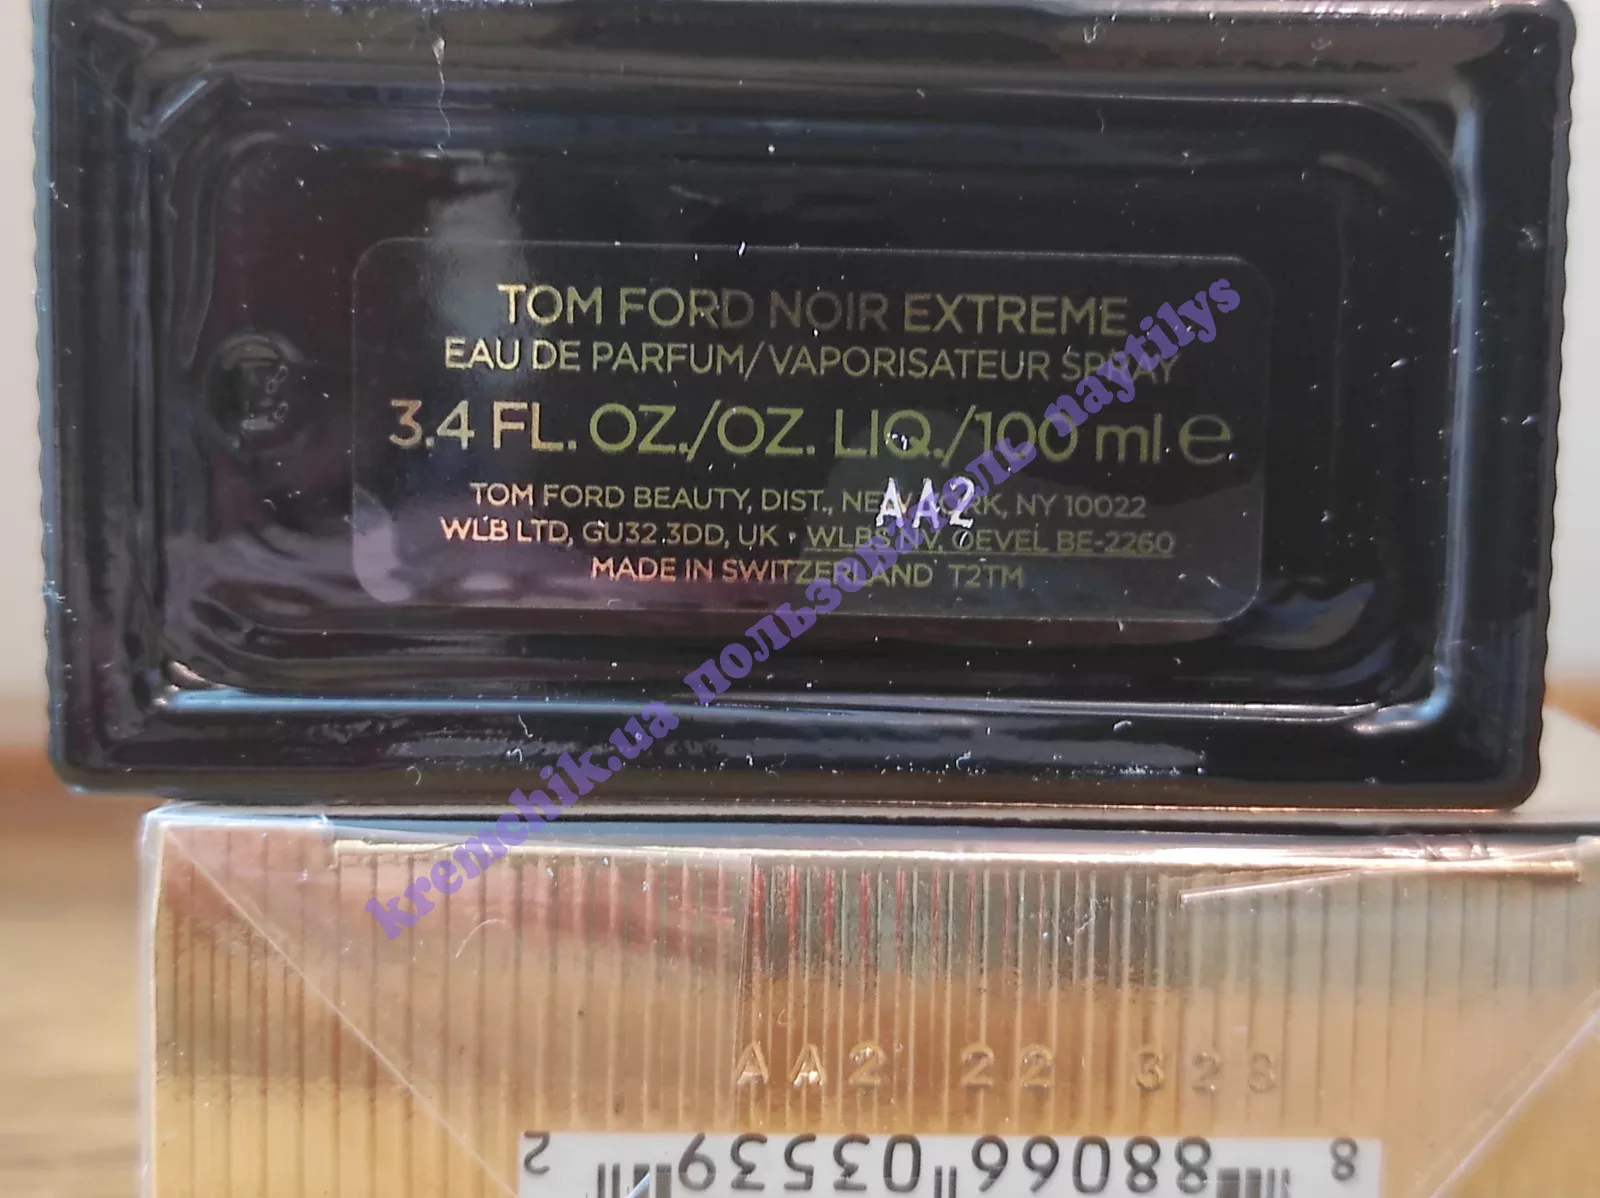 TOM FORD NOIR EXTREME
EAU DE PARFUM/VAPORISATEUR SPRAY
3.4 FL. OZ./OZ. LIQ./100 ml e
TOM FORD BEAUTY, DIST., NEW YORK, NY 10022
AA2
WLB LTD, GU32 3DD, UK • WLBS NV, OEVEL BE-2260
MADE IN SWITZERLAND T2TM
kremchik.ua пользователь naytilys
AA2 22 328
8 88066 03539 2